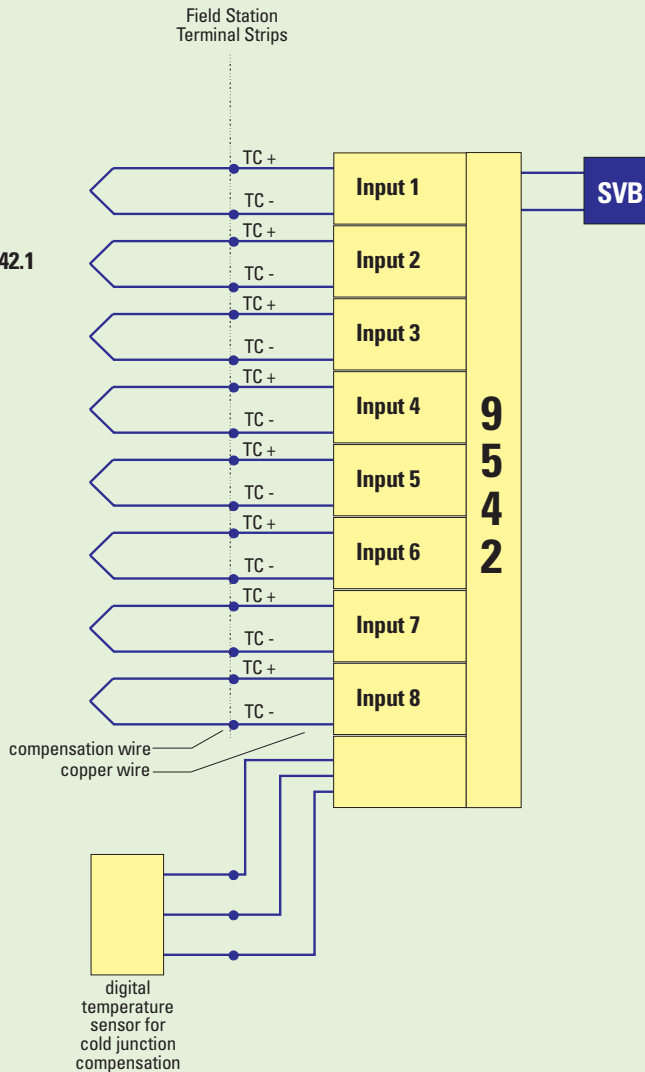 Field Station
Terminal Strips
TC +
Input 1
SVB
TC -
TC +
42.1
Input 2
TC -
TC +
Input 3
TC -
TC +
Input 4
TC -
9
5
4
2
TC +
Input 5
TC -
TC +
Input 6
TC -
TC +
Input 7
TC -
TC +
Input 8
TC -
compensation wire
copper wire
digital
temperature
sensor for
cold junction
compensation